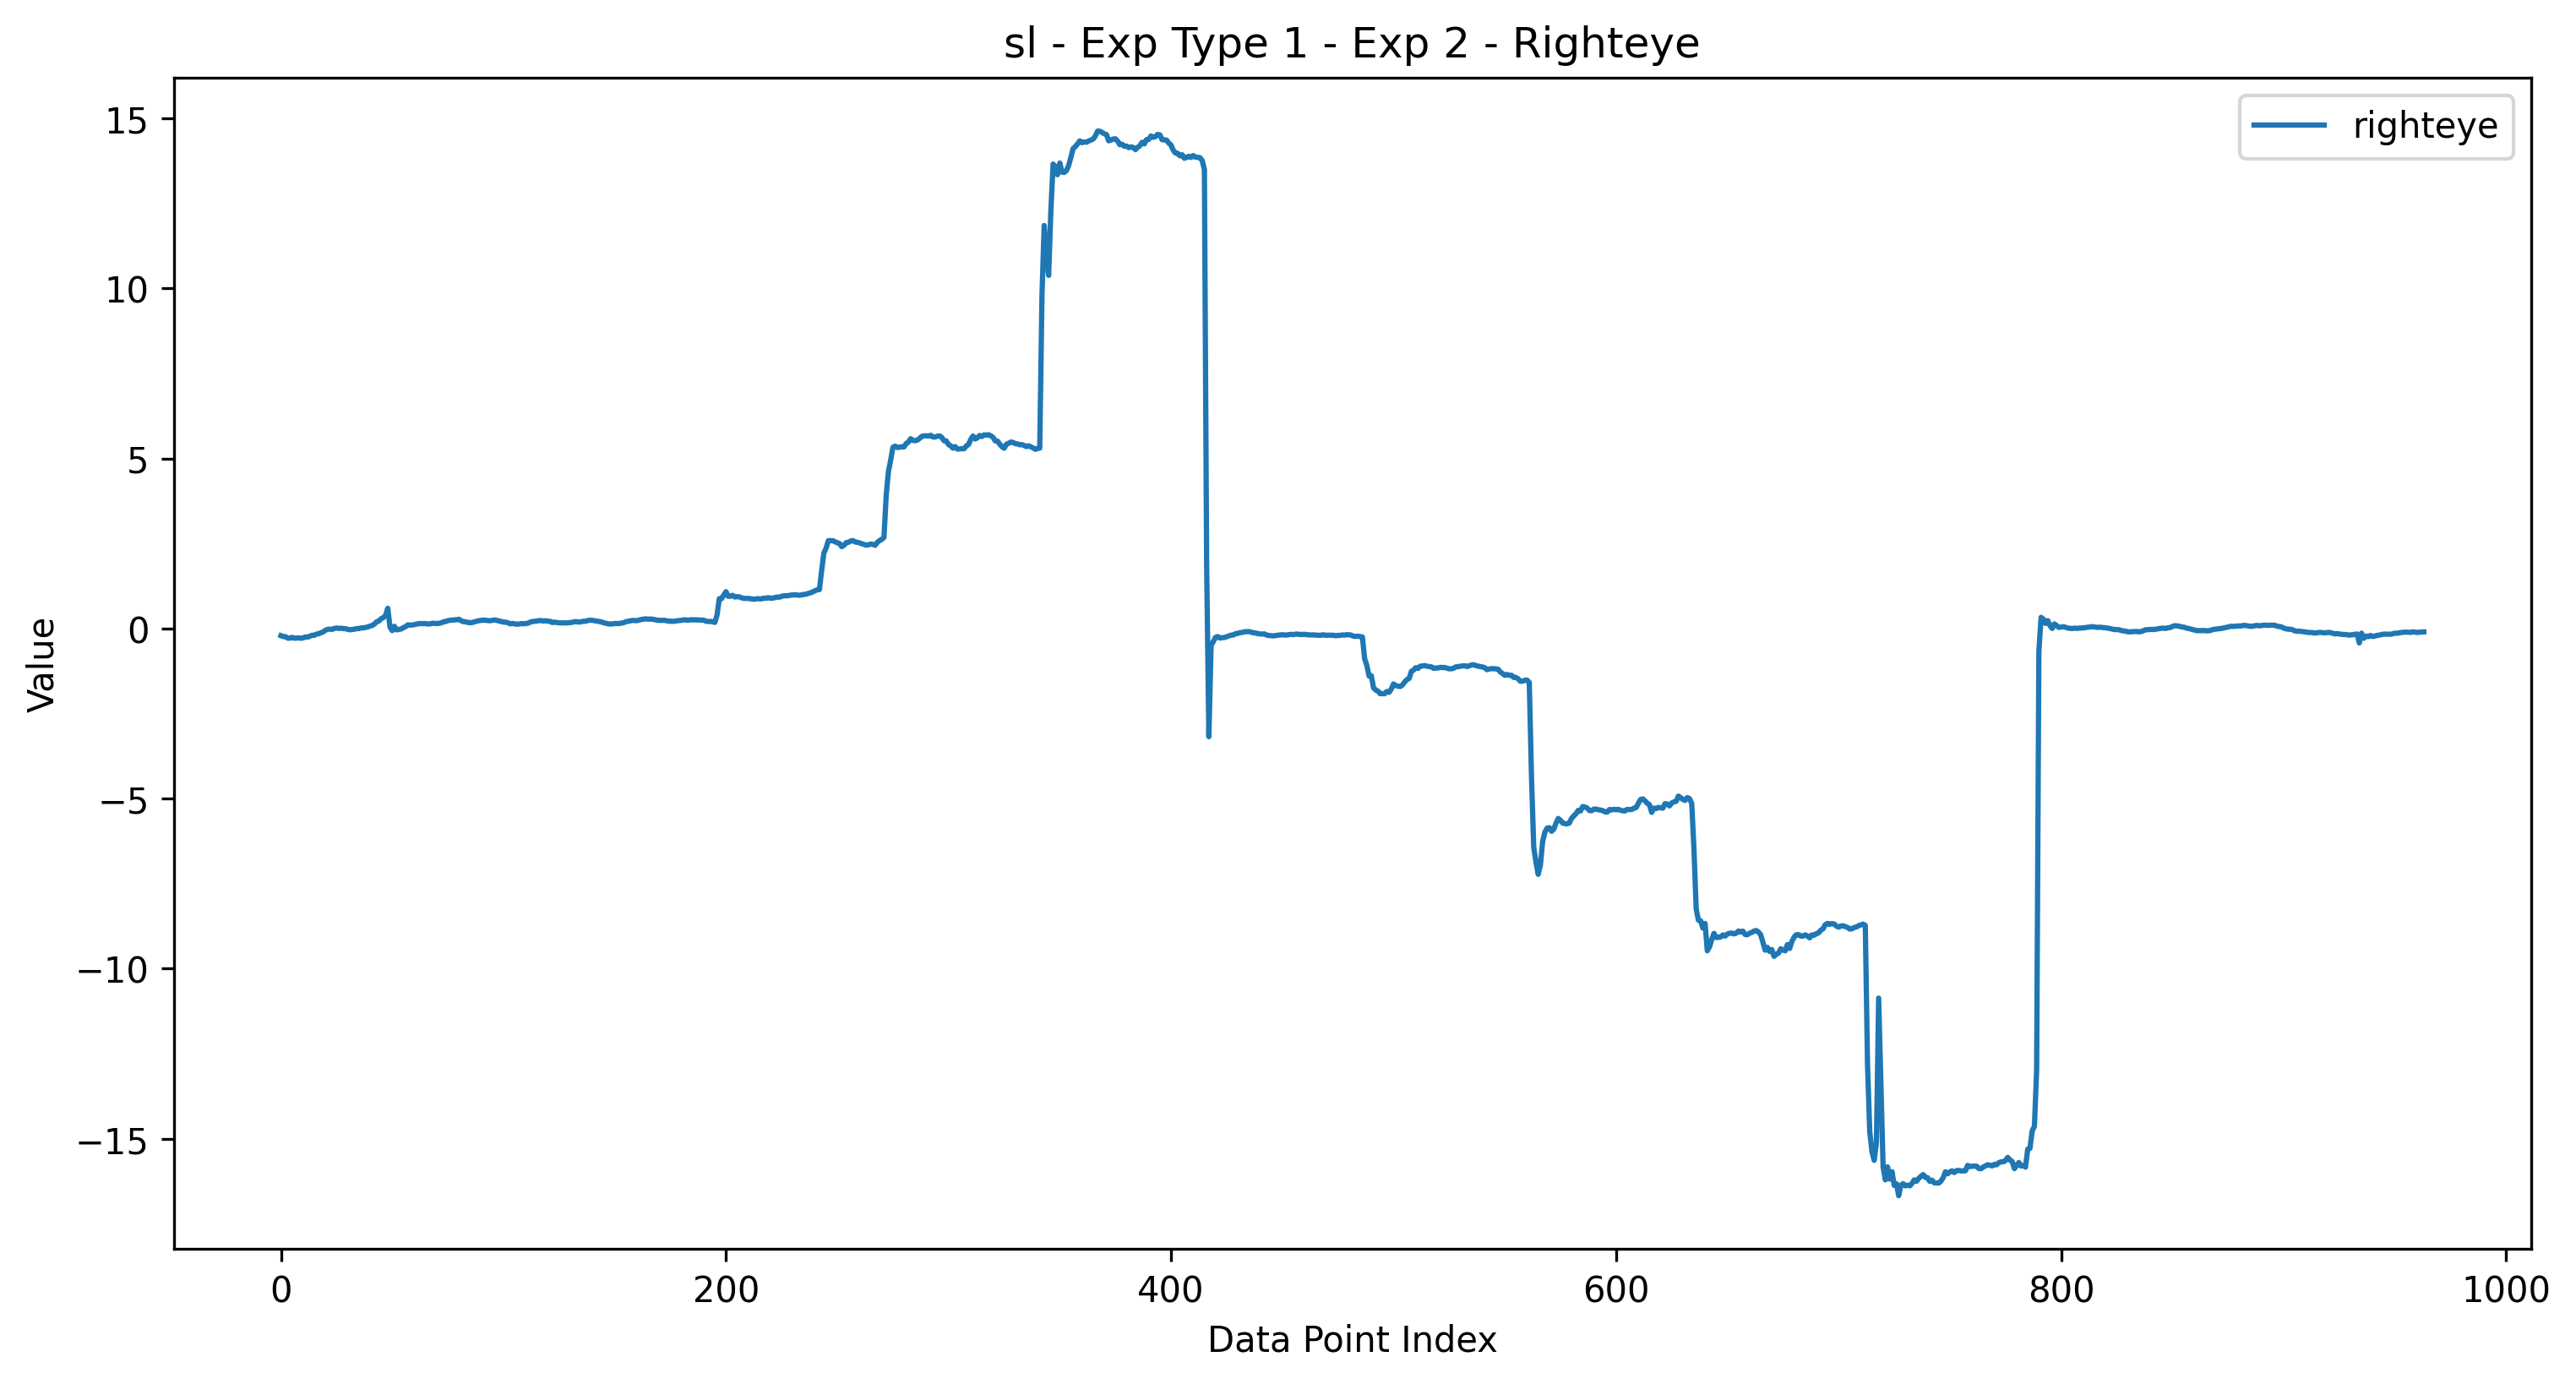 sl - Exp Type 1 - Exp 2 - Righteye
righteye
15
10
5
0
−5
−10
−15
Value
0 200 400 600 800 1000
Data Point Index